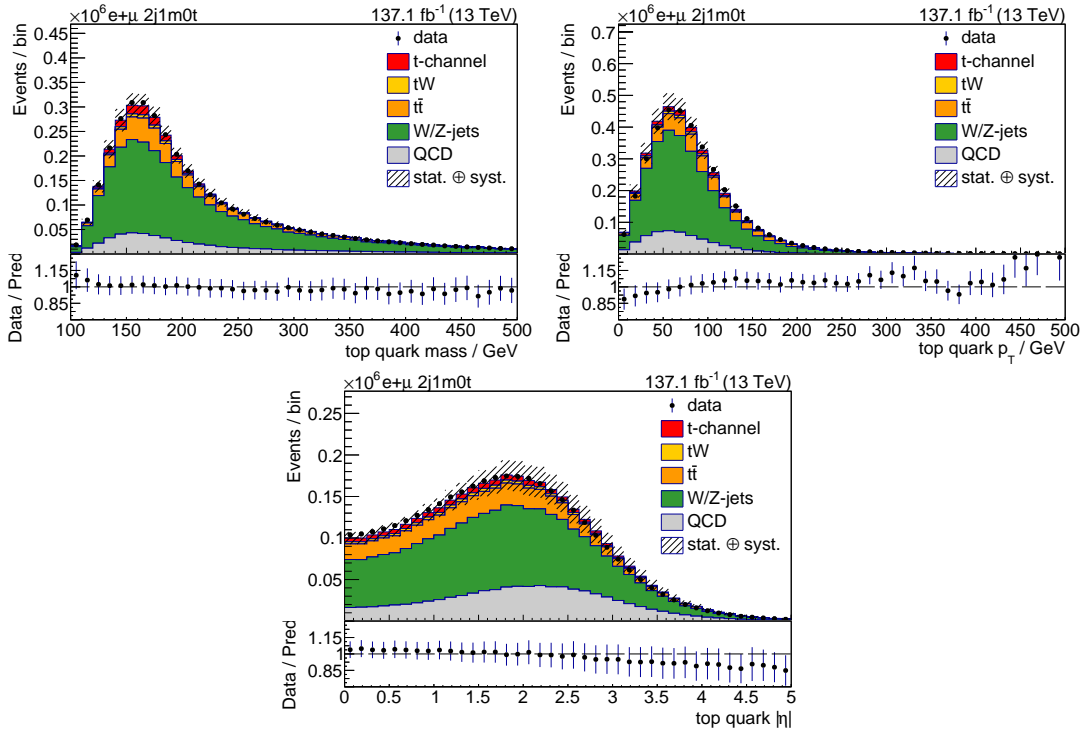 ×10⁶ e+μ 2j1m0t 137.1 fb⁻¹ (13 TeV)
Events / bin
0.45
0.4
0.35
0.3
0.25
0.2
0.15
0.1
0.05
data
t-channel
tW
tt̄
W/Z-jets
QCD
stat. ⊕ syst.
Data / Pred
1.15
1
0.85
100 150 200 250 300 350 400 450 500
top quark mass / GeV
×10⁶ e+μ 2j1m0t 137.1 fb⁻¹ (13 TeV)
Events / bin
0.7
0.6
0.5
0.4
0.3
0.2
0.1
data
t-channel
tW
tt̄
W/Z-jets
QCD
stat. ⊕ syst.
Data / Pred
1.15
1
0.85
0 50 100 150 200 250 300 350 400 450 500
top quark p_T / GeV
×10⁶ e+μ 2j1m0t 137.1 fb⁻¹ (13 TeV)
Events / bin
0.25
0.2
0.15
0.1
0.05
data
t-channel
tW
tt̄
W/Z-jets
QCD
stat. ⊕ syst.
Data / Pred
1.15
1
0.85
0 0.5 1 1.5 2 2.5 3 3.5 4 4.5 5
top quark |η|